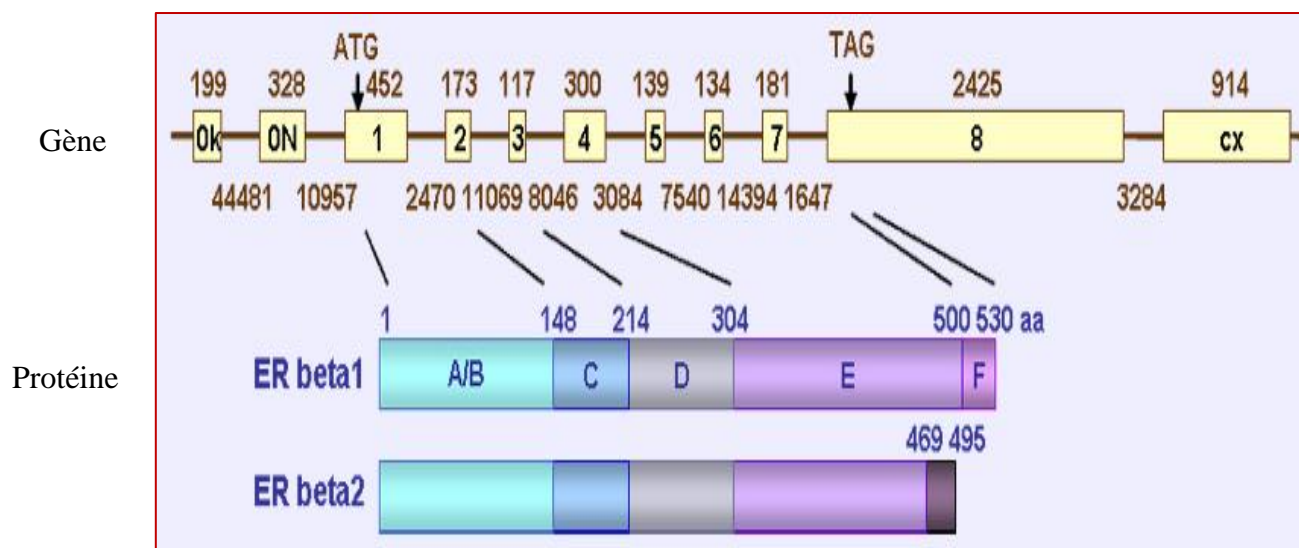 ATG TAG
199 328 452 173 117 300 139 134 181 2425 914
Gène
0k 0N 1 2 3 4 5 6 7 8 cx
44481 10957 2470 11069 8046 3084 7540 14394 1647 3284
1 148 214 304 500 530 aa
Protéine
ER beta1 A/B C D E F
469 495
ER beta2